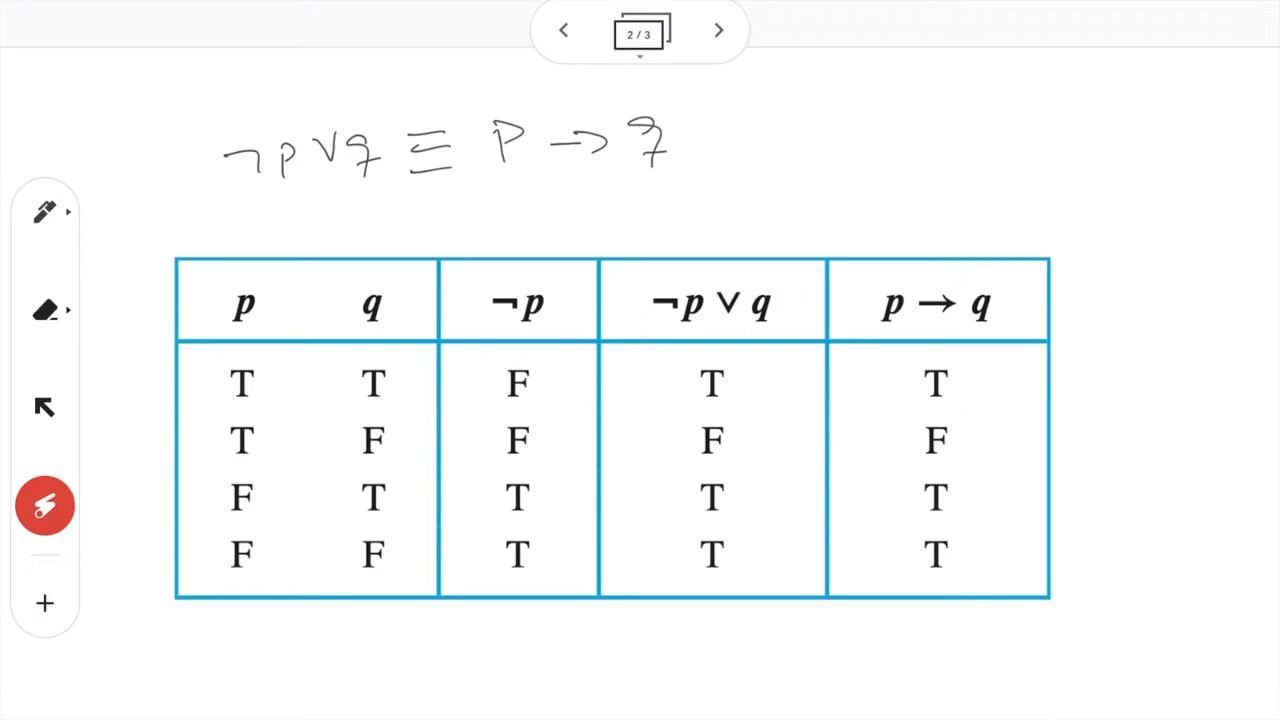 2 / 3
¬p∨q ≡ p → q
p q ¬p ¬p ∨ q p → q
T T F T T
T F F F F
F T T T T
F F T T T